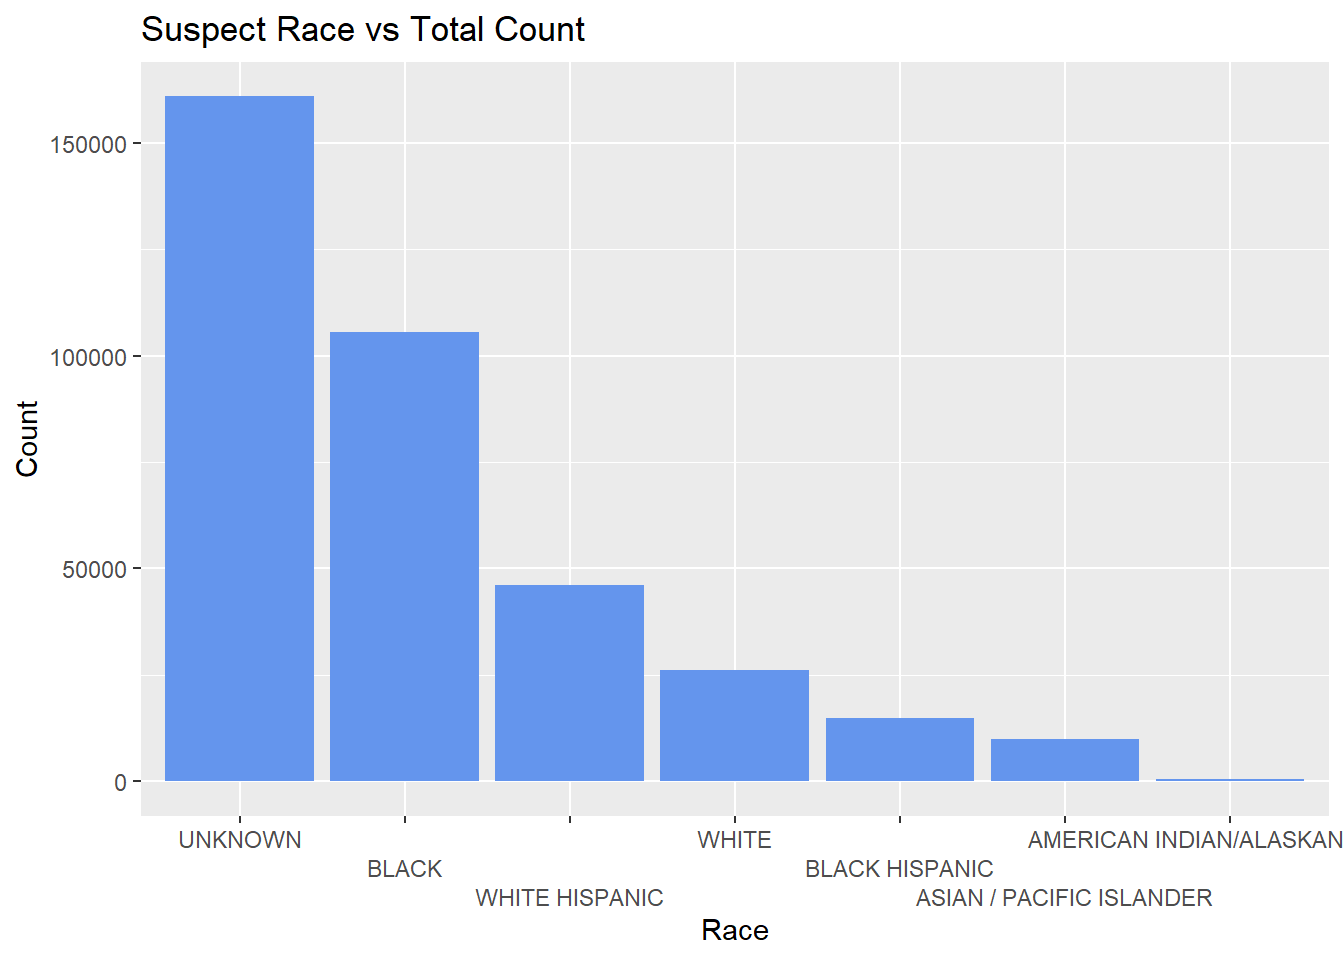 Suspect Race vs Total Count
150000
100000
50000
0
Count
UNKNOWN
WHITE
AMERICAN INDIAN/ALASKAN
BLACK
BLACK HISPANIC
WHITE HISPANIC
ASIAN / PACIFIC ISLANDER
Race